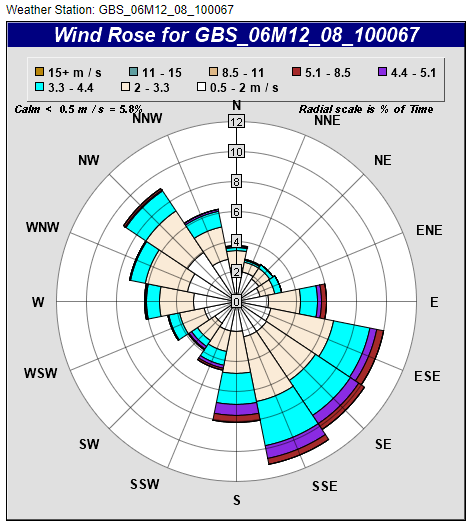 Weather Station: GBS_06M12_08_100067
Wind Rose for GBS_06M12_08_100067
15+ m / s
11 - 15
8.5 - 11
5.1 - 8.5
4.4 - 5.1
3.3 - 4.4
2 - 3.3
0.5 - 2 m / s
Calm < 0.5 m / s = 5.8%
Radial scale is % of Time
N
NNW
NNE
12
10
NW
NE
8
6
WNW
ENE
4
2
W
0
E
WSW
ESE
SW
SE
SSW
SSE
S